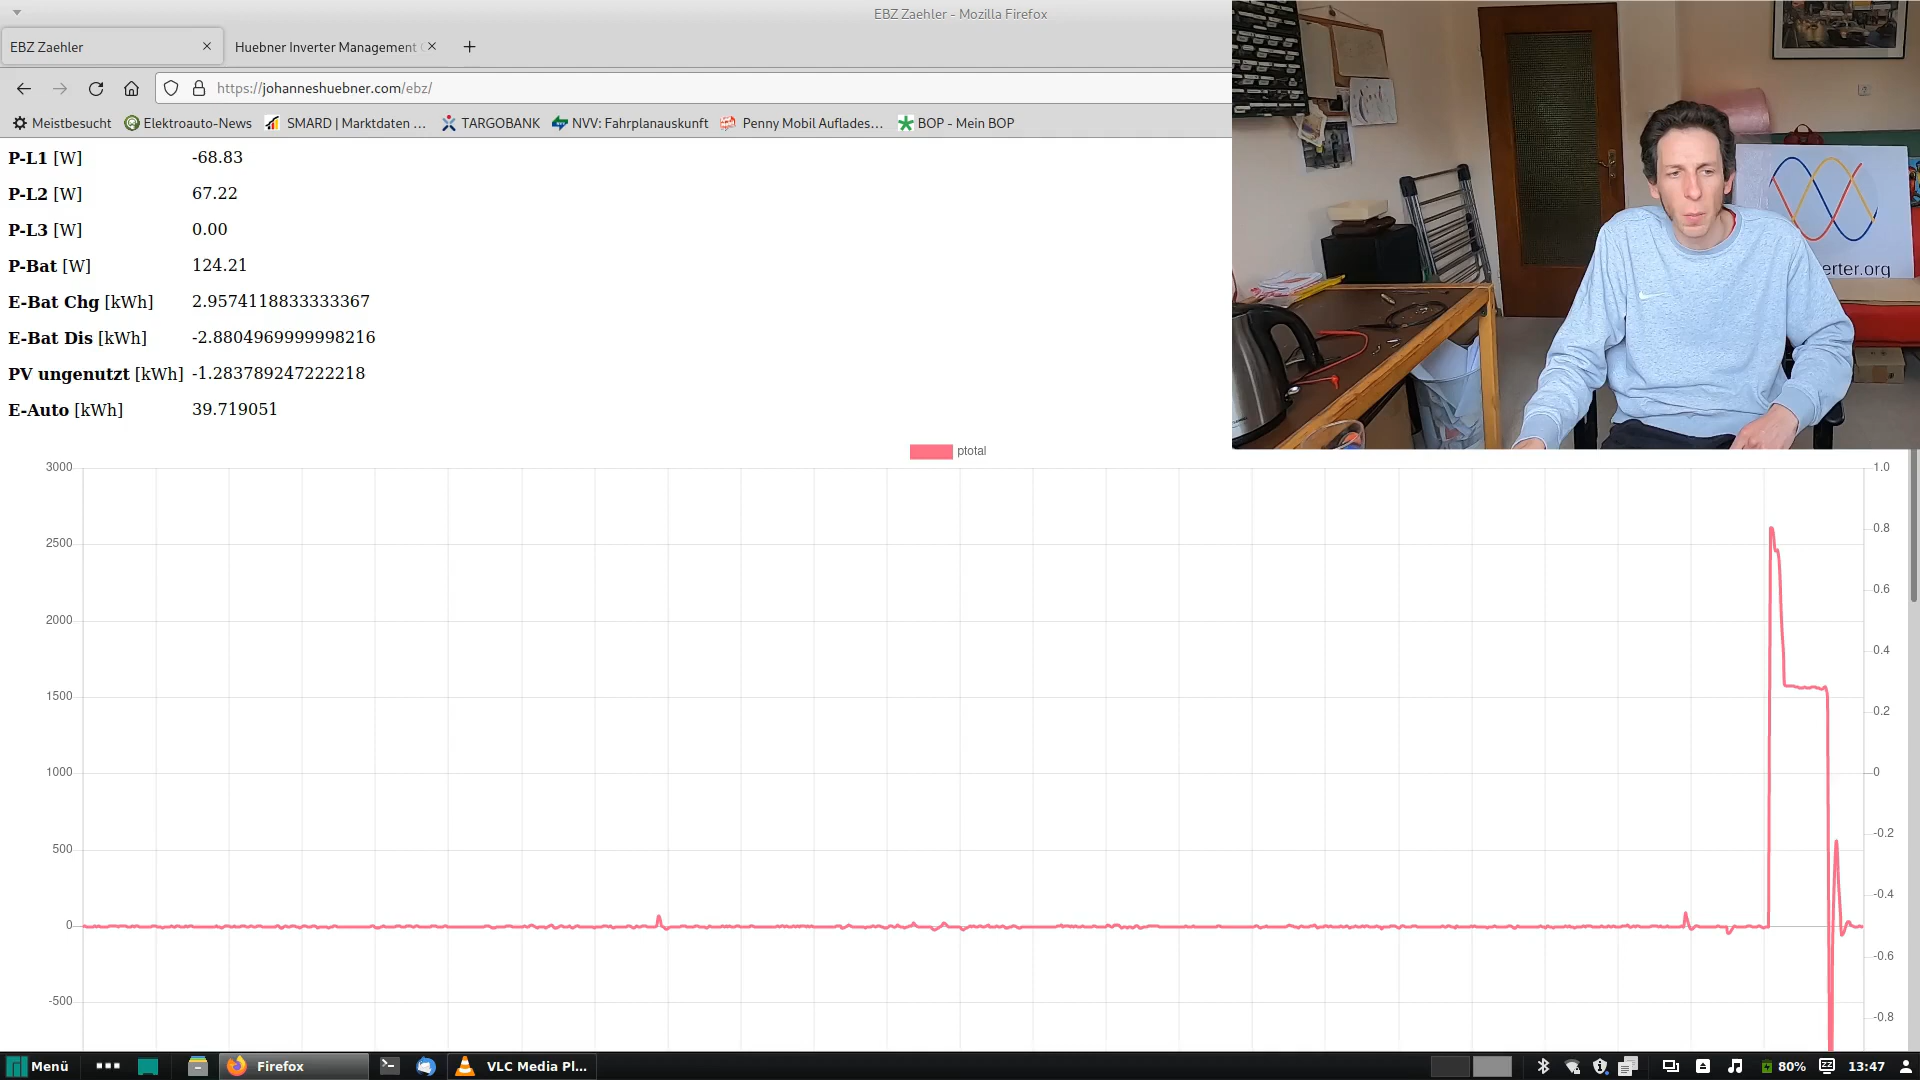 EBZ Zaehler - Mozilla Firefox
EBZ Zaehler
Huebner Inverter Management
https://johanneshuebner.com/ebz/
Meistbesucht
Elektroauto-News
SMARD | Marktdaten ...
TARGOBANK
NVV: Fahrplanauskunft
Penny Mobil Auflades...
BOP - Mein BOP
P-L1 [W] -68.83
P-L2 [W] 67.22
P-L3 [W] 0.00
P-Bat [W] 124.21
E-Bat Chg [kWh] 2.9574118833333367
E-Bat Dis [kWh] -2.8804969999998216
PV ungenutzt [kWh] -1.283789247222218
E-Auto [kWh] 39.719051
erter.org
ptotal
3000
2500
2000
1500
1000
500
0
-500
1.0
0.8
0.6
0.4
0.2
0
-0.2
-0.4
-0.6
-0.8
Menü
Firefox
VLC Media Pl...
80%
13:47